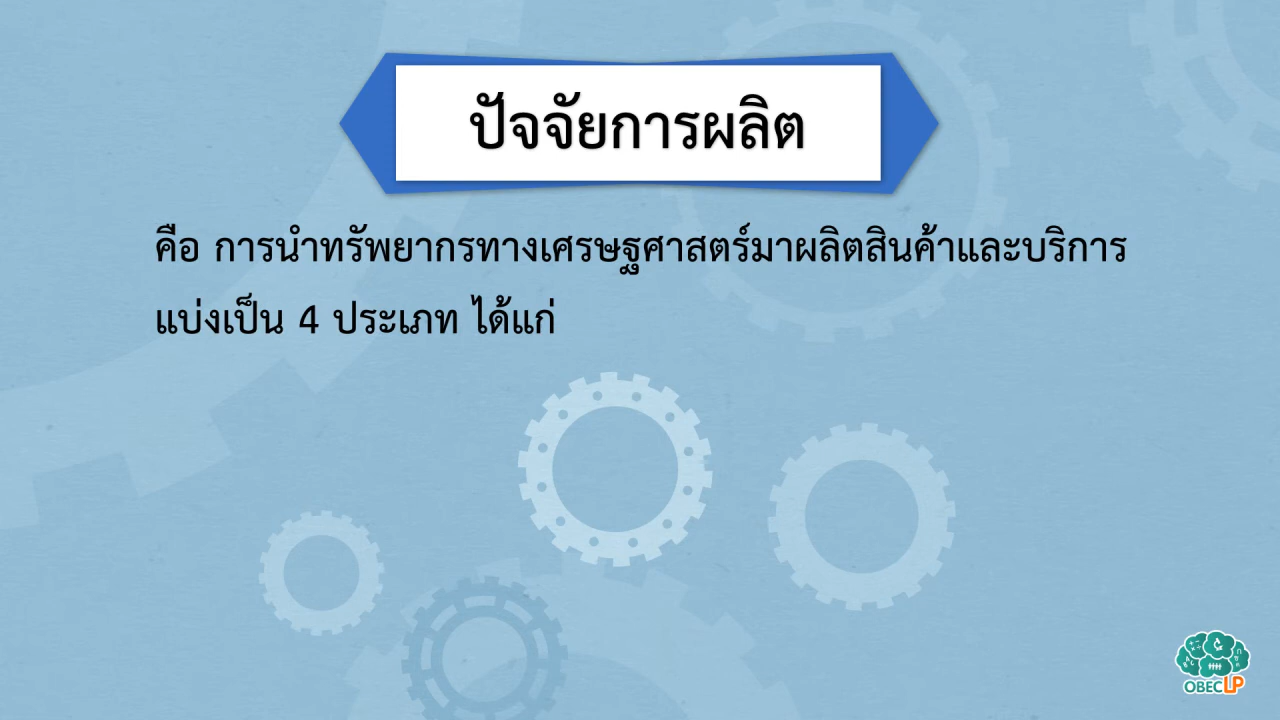 ปัจจัยการผลิต
คือ การนำทรัพยากรทางเศรษฐศาสตร์มาผลิตสินค้าและบริการ
แบ่งเป็น 4 ประเภท ได้แก่
OBECUP